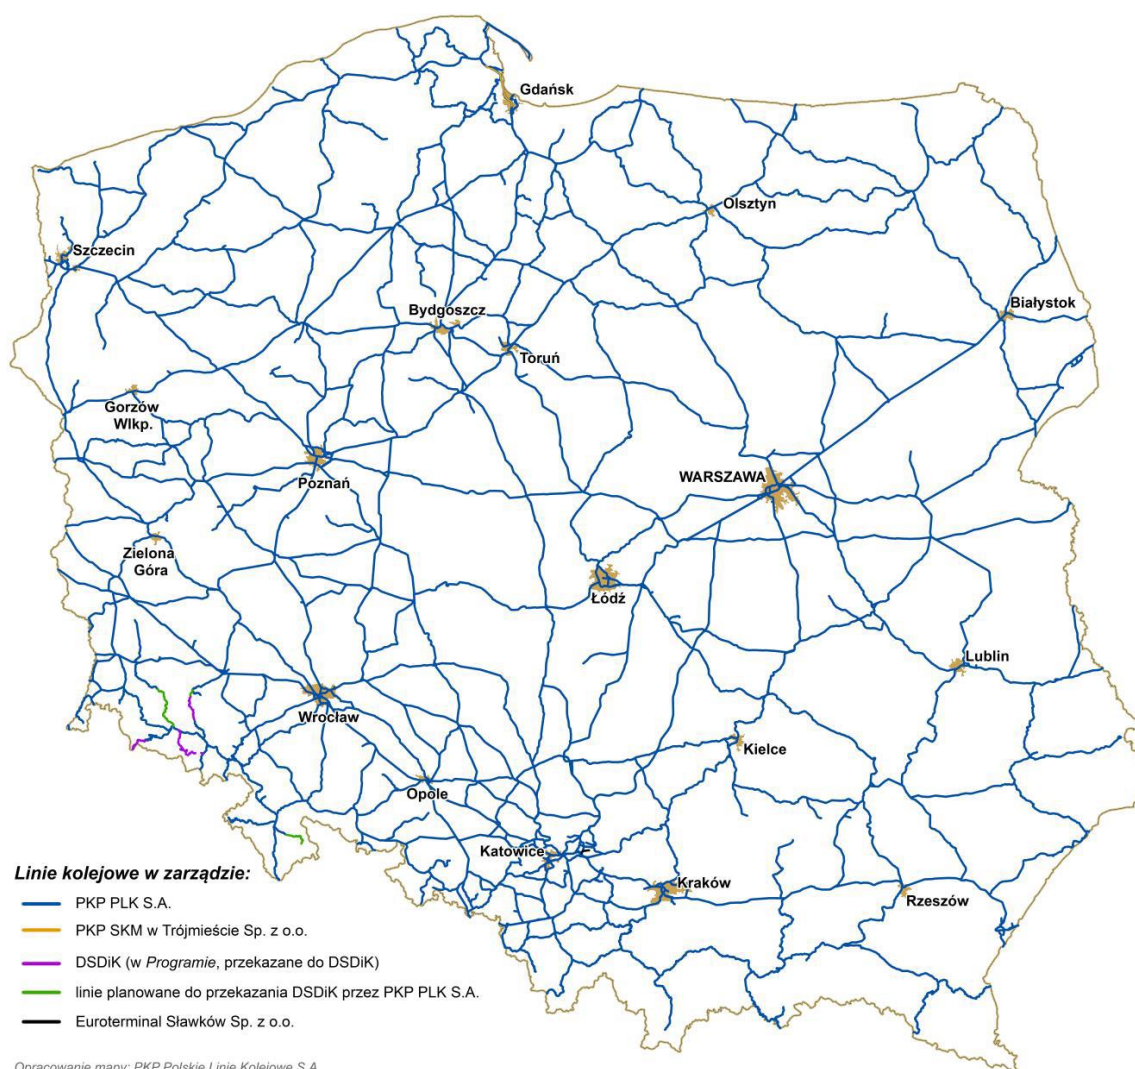 Gdańsk
Olsztyn
Szczecin
Białystok
Bydgoszcz
Toruń
Gorzów
Wlkp.
WARSZAWA
Poznań
Zielona
Góra
Łódź
Lublin
Wrocław
Kielce
Opole
Katowice
Kraków
Rzeszów
Linie kolejowe w zarządzie:
PKP PLK S.A.
PKP SKM w Trójmieście Sp. z o.o.
DSDiK (w Programie, przekazane do DSDiK)
linie planowane do przekazania DSDiK przez PKP PLK S.A.
Euroterminal Sławków Sp. z o.o.
Opracowanie mapy: PKP Polskie Linie Kolejowe S.A.